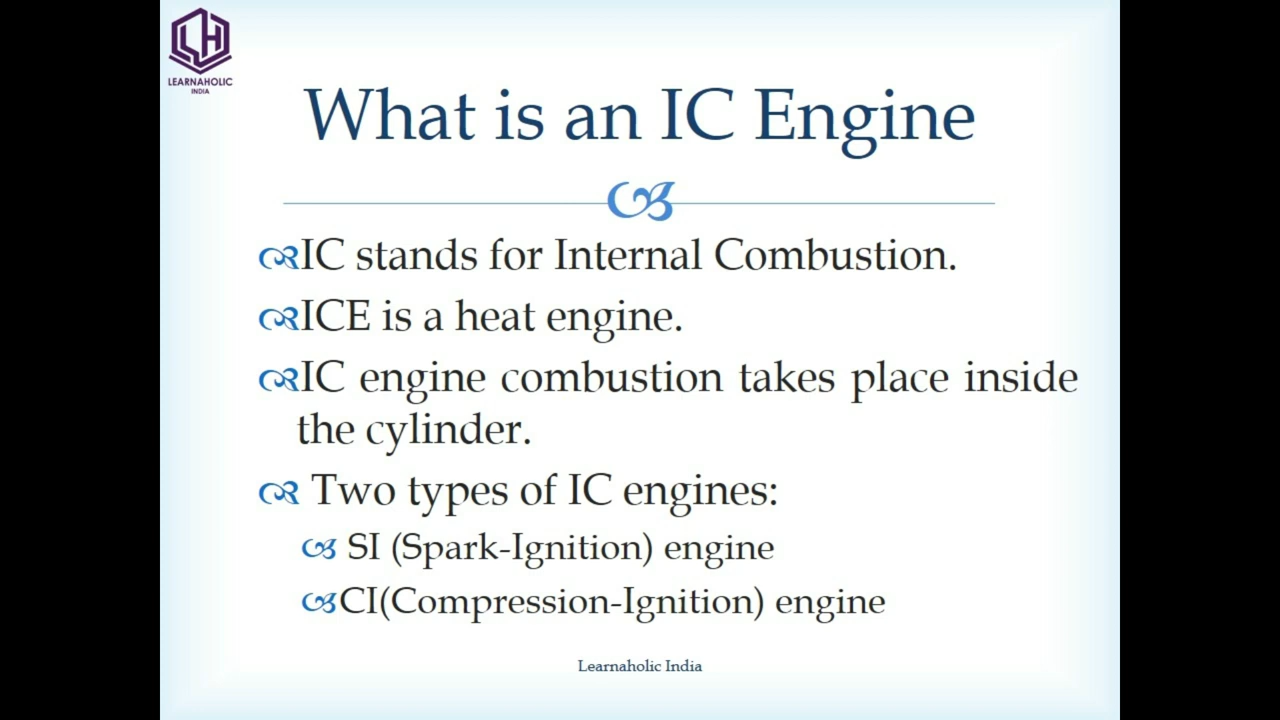 LH
LEARNAHOLIC
INDIA
What is an IC Engine
IC stands for Internal Combustion.
ICE is a heat engine.
IC engine combustion takes place inside
the cylinder.
Two types of IC engines:
SI (Spark-Ignition) engine
CI(Compression-Ignition) engine
Learnaholic India